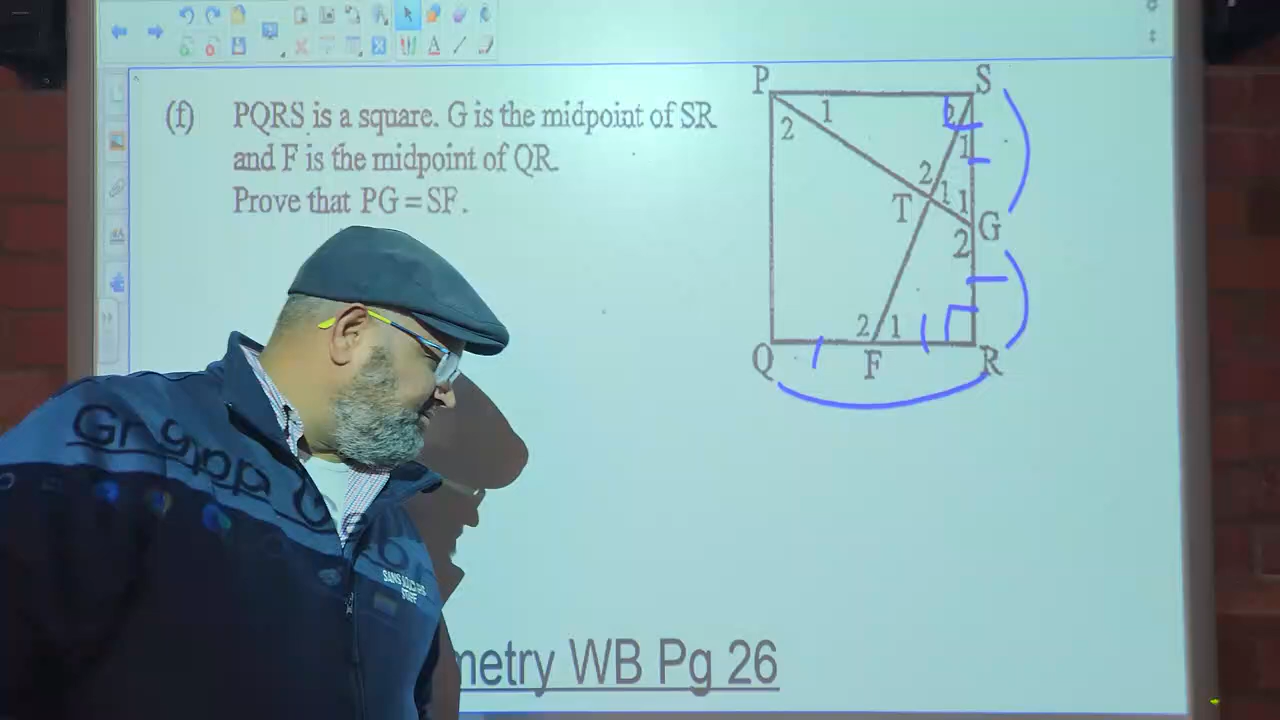 (f) PQRS is a square. G is the midpoint of SR
and F is the midpoint of QR.
Prove that PG = SF.
P S
1 2
2 1
2 1 1
T G
2
2 1
Q F R
metry WB Pg 26